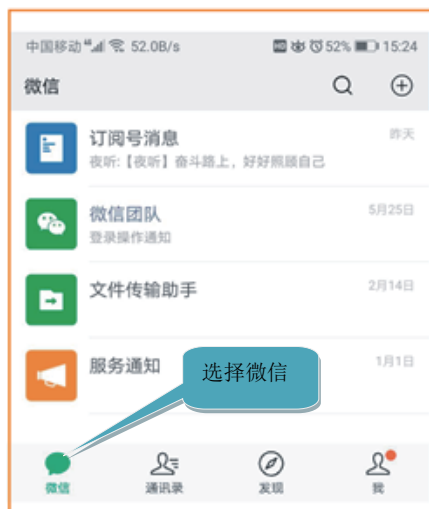 中国移动 52.0B/s 52% 15:24
微信
订阅号消息 昨天
夜听:【夜听】奋斗路上，好好照顾自己
微信团队 5月25日
登录操作通知
文件传输助手 2月14日
服务通知 1月1日
选择微信
微信 通讯录 发现 我